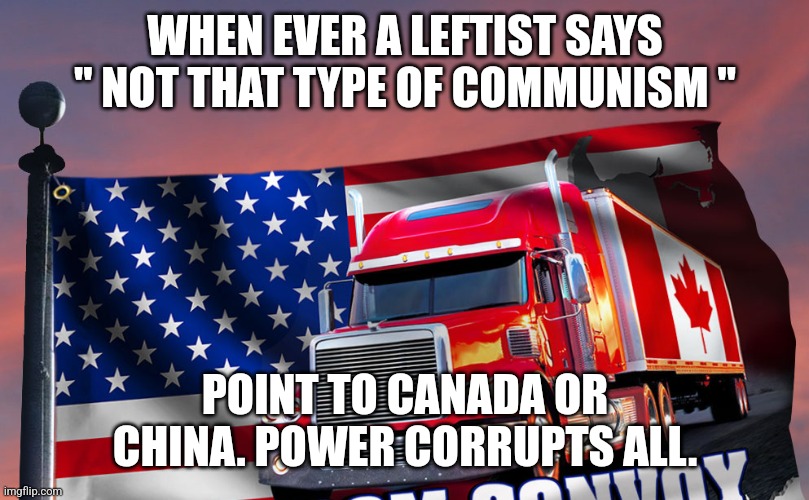 WHEN EVER A LEFTIST SAYS
" NOT THAT TYPE OF COMMUNISM "
POINT TO CANADA OR
CHINA. POWER CORRUPTS ALL.
CONVOY
imgflip.com